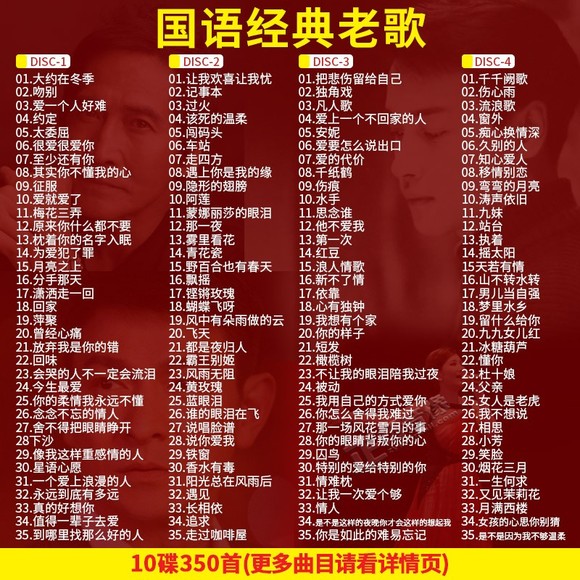 国语经典老歌
DISC-1
01.大约在冬季
02.吻别
03.爱一个人好难
04.约定
05.太委屈
06.很爱很爱你
07.至少还有你
08.其实你不懂我的心
09.征服
10.爱就爱了
11.梅花三弄
12.原来你什么都不要
13.枕着你的名字入眠
14.为爱犯了罪
15.月亮之上
16.分手那天
17.潇洒走一回
18.回家
19.萍聚
20.曾经心痛
21.放弃我是你的错
22.回味
23.会哭的人不一定会流泪
24.今生最爱
25.你的柔情我永远不懂
26.念念不忘的情人
27.舍不得把眼睛睁开
28下沙
29.像我这样重感情的人
30.星语心愿
31.一个爱上浪漫的人
32.永远到底有多远
33.真的好想你
34.值得一辈子去爱
35.到哪里找那么好的人
DISC-2
01.让我欢喜让我忧
02.记事本
03.过火
04.该死的温柔
05.闯码头
06.车站
07.走四方
08.遇上你是我的缘
09.隐形的翅膀
10.阿莲
11.蒙娜丽莎的眼泪
12.那一夜
13.雾里看花
14.青花瓷
15.野百合也有春天
16.飘摇
17.铿锵玫瑰
18.蝴蝶飞呀
19.风中有朵雨做的云
20.飞天
21.都是夜归人
22.霸王别姬
23.风雨无阻
24.黄玫瑰
25.蓝眼泪
26.谁的眼泪在飞
27.说唱脸谱
28.说你爱我
29.铁窗
30.香水有毒
31.阳光总在风雨后
32.遇见
33.长相依
34.追求
35.走过咖啡屋
DISC-3
01.把悲伤留给自己
02.独角戏
03.凡人歌
04.爱上一个不回家的人
05.安妮
06.爱要怎么说出口
07.爱的代价
08.千纸鹤
09.伤痕
10.水手
11.思念谁
12.他不爱我
13.第一次
14.红豆
15.浪人情歌
16.新不了情
17.依靠
18.心有独钟
19.我想有个家
20.你的样子
21.短发
22.橄榄树
23.不让我的眼泪陪我过夜
24.被动
25.我用自己的方式爱你
26.你怎么舍得我难过
27.那一场风花雪月的事
28.你的眼睛背叛你的心
29.囚鸟
30.特别的爱给特别的你
31.情难枕
32.让我一次爱个够
33.情人
34.是不是这样的夜晚你才会这样的想起我
35.你是如此的难易忘记
DISC-4
01.千千阙歌
02.伤心雨
03.流浪歌
04.窗外
05.痴心换情深
06.久别的人
07.知心爱人
08.移情别恋
09.弯弯的月亮
10.涛声依旧
11.九妹
12.站台
13.执着
14.摇太阳
15天若有情
16.山不转水转
17.男儿当自强
18.梦里水乡
19.留什么给你
20.九九女儿红
21.冰糖葫芦
22.懂你
23.杜十娘
24.父亲
25.女人是老虎
26.我不想说
27.相思
28.小芳
29.笑脸
30.烟花三月
31.一生何求
32.又见茉莉花
33.月满西楼
34.女孩的心思你别猜
35.是不是因为我不够温柔
10碟350首(更多曲目请看详情页)